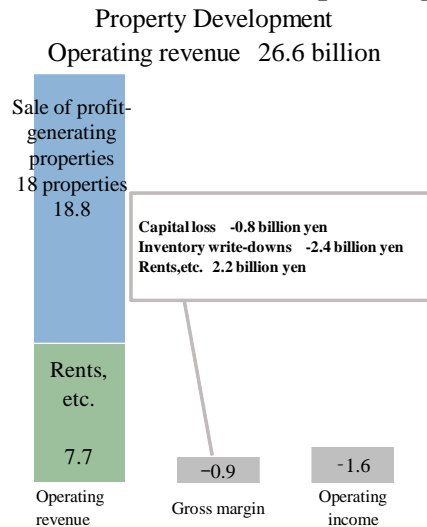 Property Development
Operating revenue 26.6 billion
Sale of profit-
generating
properties
18 properties
18.8
Capital loss -0.8 billion yen
Inventory write-downs -2.4 billion yen
Rents,etc. 2.2 billion yen
Rents,
etc.
7.7
−0.9
-1.6
Operating
revenue
Gross margin
Operating
income